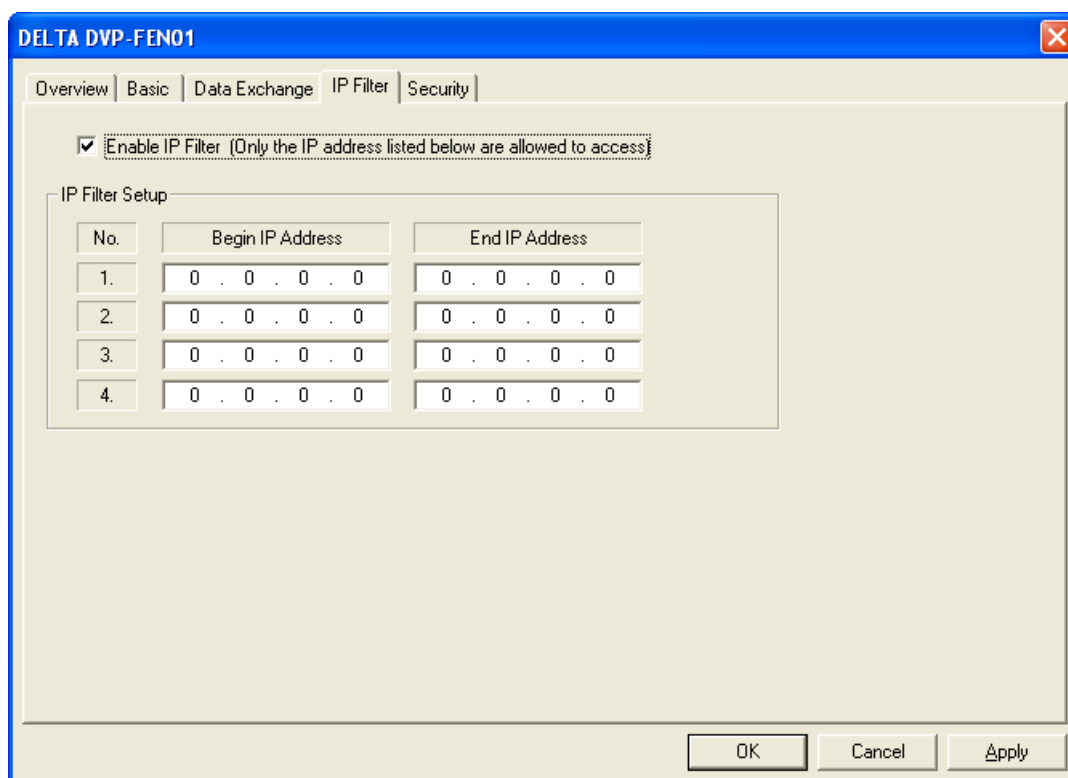 DELTA DVP-FEN01
Overview Basic Data Exchange IP Filter Security
Enable IP Filter (Only the IP address listed below are allowed to access)
IP Filter Setup
No. Begin IP Address End IP Address
1. 0 . 0 . 0 . 0 0 . 0 . 0 . 0
2. 0 . 0 . 0 . 0 0 . 0 . 0 . 0
3. 0 . 0 . 0 . 0 0 . 0 . 0 . 0
4. 0 . 0 . 0 . 0 0 . 0 . 0 . 0
OK Cancel Apply